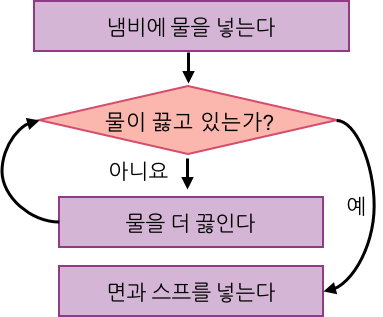 냄비에 물을 넣는다
물이 끓고 있는가?
아니요
예
물을 더 끓인다
면과 스프를 넣는다